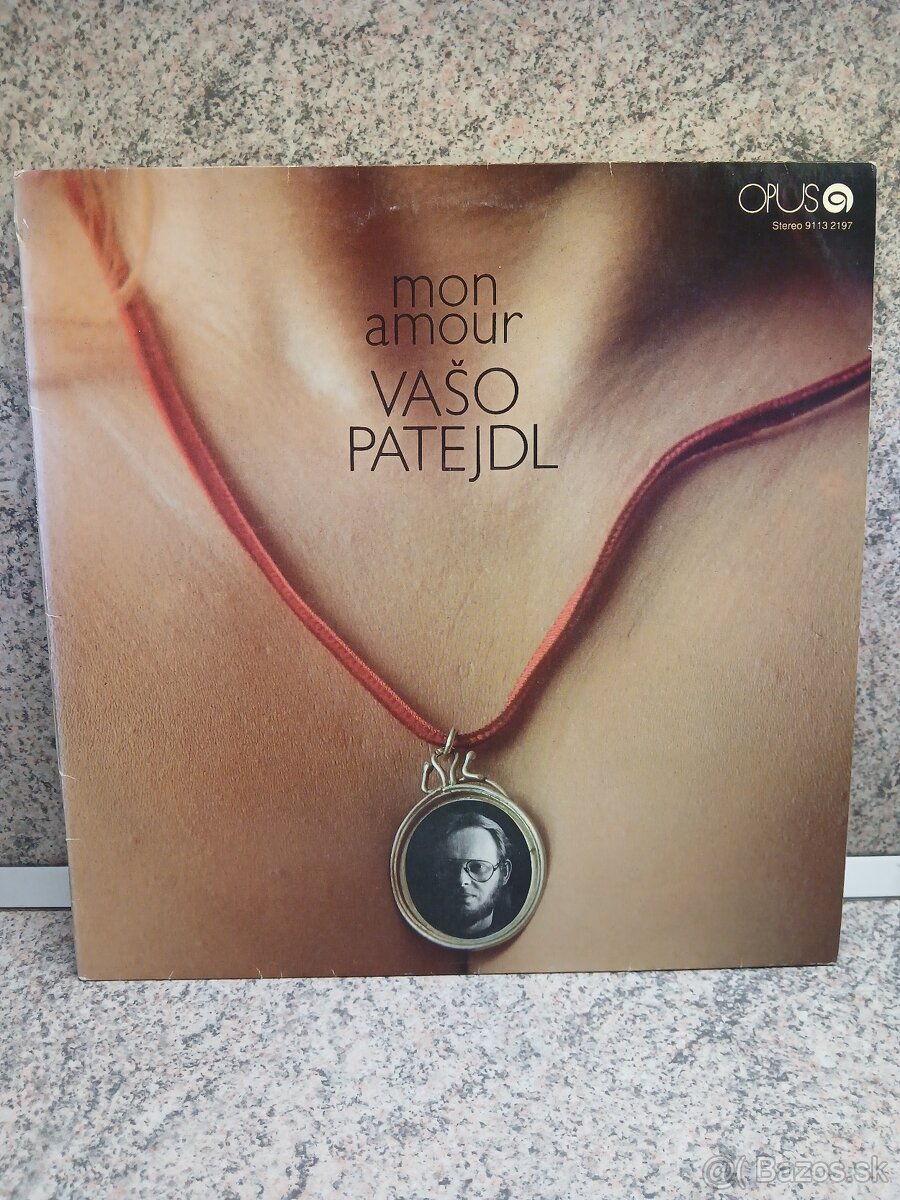 OPUS
Stereo 9113 2197
mon
amour
VAŠO
PATEJDL
@( Bazos.sk